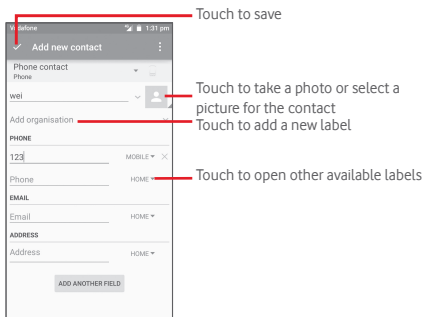 Vodafone 1:31 pm
Touch to save
Add new contact
Phone contact
Phone
wei
Touch to take a photo or select a
picture for the contact
Add organisation
Touch to add a new label
PHONE
123 MOBILE
Phone HOME
Touch to open other available labels
EMAIL
Email HOME
ADDRESS
Address HOME
ADD ANOTHER FIELD